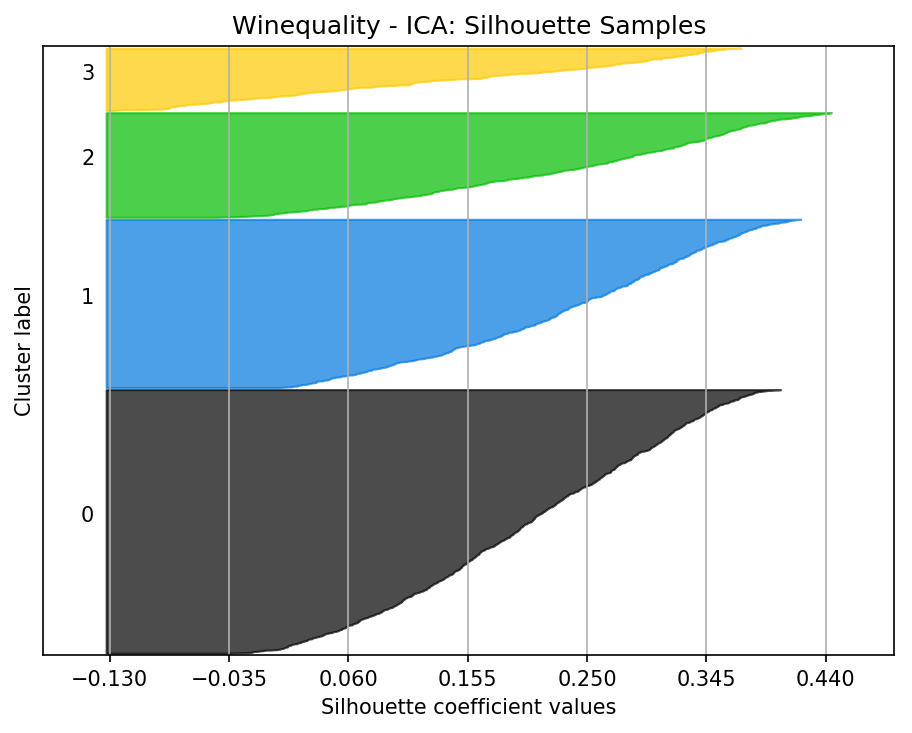 Winequality - ICA: Silhouette Samples
3
2
1
0
Cluster label
−0.130 −0.035 0.060 0.155 0.250 0.345 0.440
Silhouette coefficient values